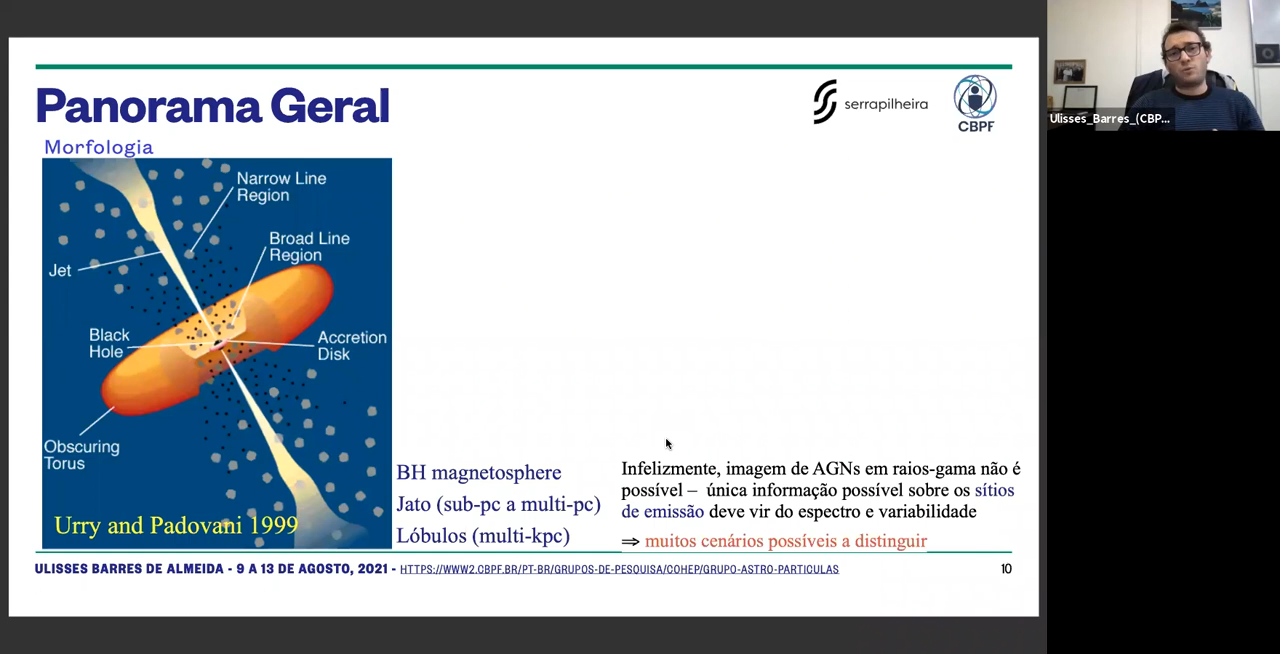 Panorama Geral
serrapilheira
CBPF
Morfologia
Narrow Line
Region
Broad Line
Region
Jet
Black
Hole
Accretion
Disk
Obscuring
Torus
Urry and Padovani 1999
BH magnetosphere
Jato (sub-pc a multi-pc)
Lóbulos (multi-kpc)
Infelizmente, imagem de AGNs em raios-gama não é
possível – única informação possível sobre os sítios
de emissão deve vir do espectro e variabilidade
⇒ muitos cenários possíveis a distinguir
ULISSES BARRES DE ALMEIDA - 9 A 13 DE AGOSTO, 2021 - HTTPS://WWW2.CBPF.BR/PT-BR/GRUPOS-DE-PESQUISA/COHEP/GRUPO-ASTRO-PARTICULAS
10
Ulisses_Barres_(CBP...